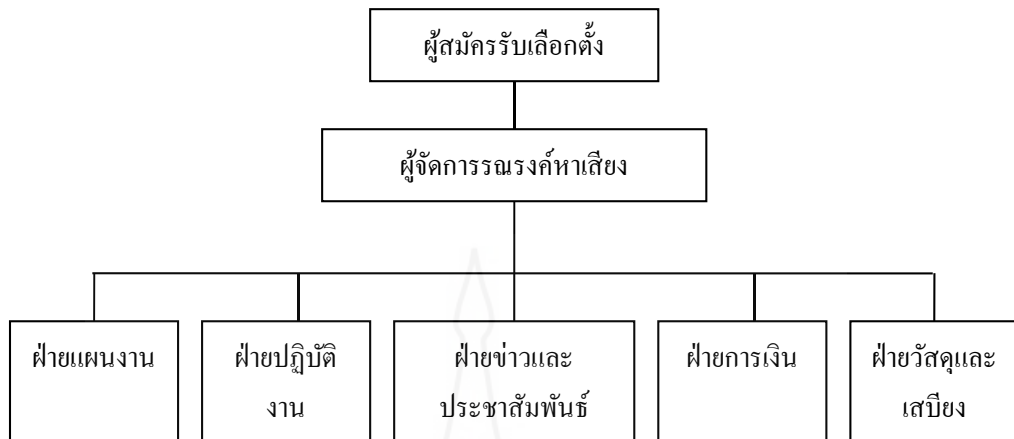 ผู้สมัครรับเลือกตั้ง
ผู้จัดการรณรงค์หาเสียง
ฝ่ายแผนงาน
ฝ่ายปฏิบัติ
งาน
ฝ่ายข่าวและ
ประชาสัมพันธ์
ฝ่ายการเงิน
ฝ่ายวัสดุและ
เสบียง